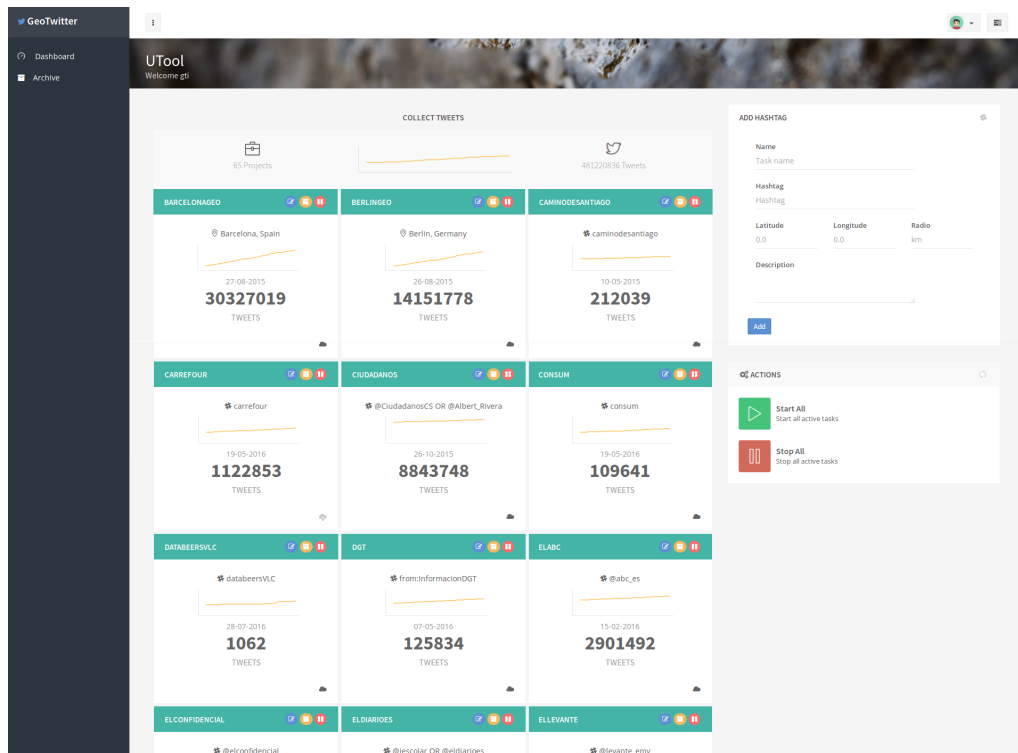 GeoTwitter
Dashboard
Archive
UTool
Welcome gti
COLLECT TWEETS
65 Projects
481220836 Tweets
BARCELONAGEO
BERLINGEO
CAMINODESANTIAGO
Barcelona, Spain
Berlin, Germany
caminodesantiago
27-08-2015
26-08-2015
10-05-2015
30327019
14151778
212039
TWEETS
TWEETS
TWEETS
CARREFOUR
CIUDADANOS
CONSUM
carrefour
@CiudadanosCS OR @Albert_Rivera
consum
19-05-2016
26-10-2015
19-05-2016
1122853
8843748
109641
TWEETS
TWEETS
TWEETS
DATABEERSVLC
DGT
ELABC
databeersVLC
from:InformacionDGT
@abc_es
28-07-2016
07-05-2016
15-02-2016
1062
125834
2901492
TWEETS
TWEETS
TWEETS
ELCONFIDENCIAL
ELDIARIOES
ELLEVANTE
@elconfidencial
@iescolar OR @eldiarioes
@levante_emv
ADD HASHTAG
Name
Task name
Hashtag
Hashtag
Latitude
Longitude
Radio
0.0
0.0
km
Description
Add
ACTIONS
Start All
Start all active tasks
Stop All
Stop all active tasks